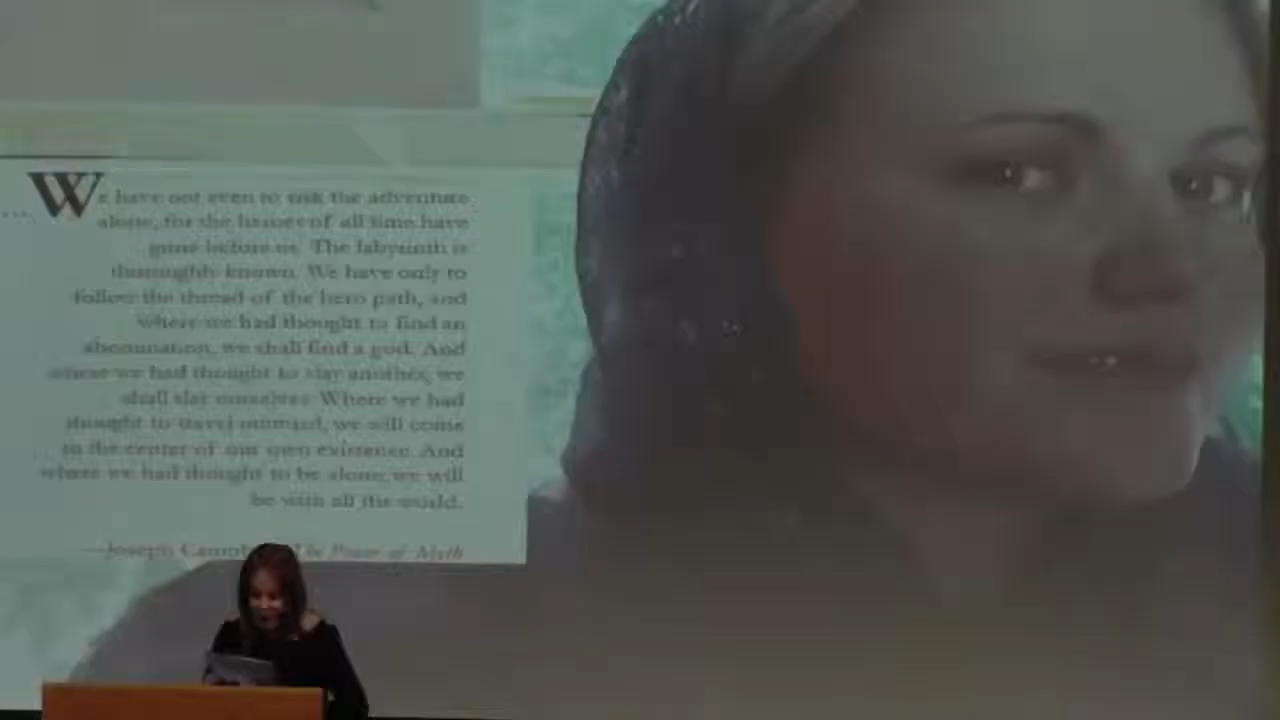 We have not even to risk the adventure
alone, for the heroes of all time have
gone before us. The labyrinth is
thoroughly known. We have only to
follow the thread of the hero path, and
where we had thought to find an
abomination, we shall find a god. And
where we had thought to slay another, we
shall slay ourselves. Where we had
thought to travel outward, we will come
to the center of our own existence. And
where we had thought to be alone, we will
be with all the world.
—Joseph Campb The Power of Myth